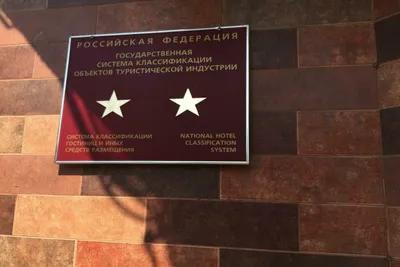 РОССИЙСКАЯ ФЕДЕРАЦИЯ
ГОСУДАРСТВЕННАЯ
СИСТЕМА КЛАССИФИКАЦИИ
ОБЪЕКТОВ ТУРИСТИЧЕСКОЙ ИНДУСТРИИ
СИСТЕМА КЛАССИФИКАЦИИ
ГОСТИНИЦ И ИНЫХ
СРЕДСТВ РАЗМЕЩЕНИЯ
NATIONAL HOTEL
CLASSIFICATION
SYSTEM